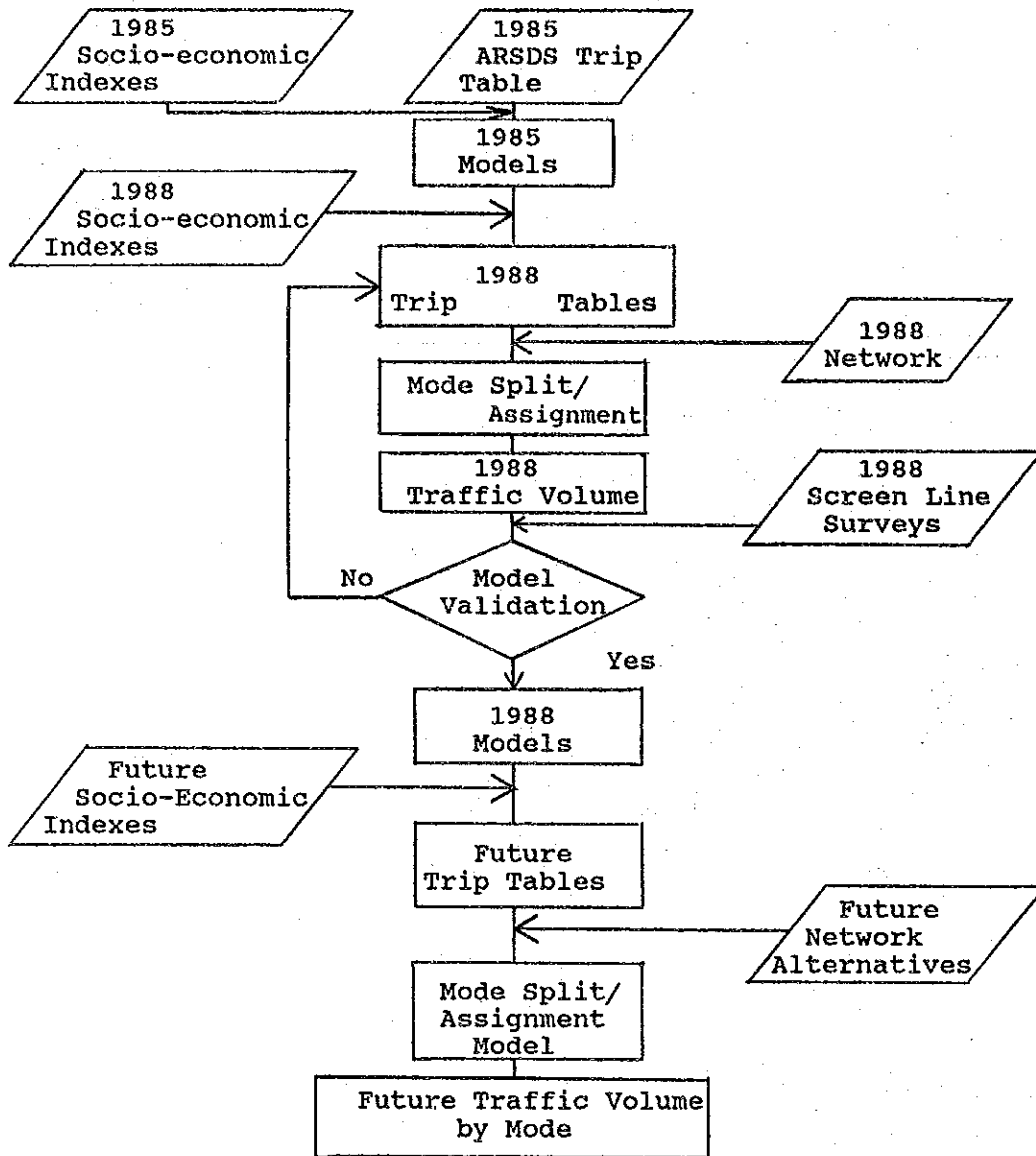 1985
Socio-economic
Indexes
1985
ARSDS Trip
Table
1985
Models
1988
Socio-economic
Indexes
1988
Trip Tables
1988
Network
Mode Split/
Assignment
1988
Traffic Volume
1988
Screen Line
Surveys
No
Model
Validation
Yes
1988
Models
Future
Socio-Economic
Indexes
Future
Trip Tables
Future
Network
Alternatives
Mode Split/
Assignment
Model
Future Traffic Volume
by Mode